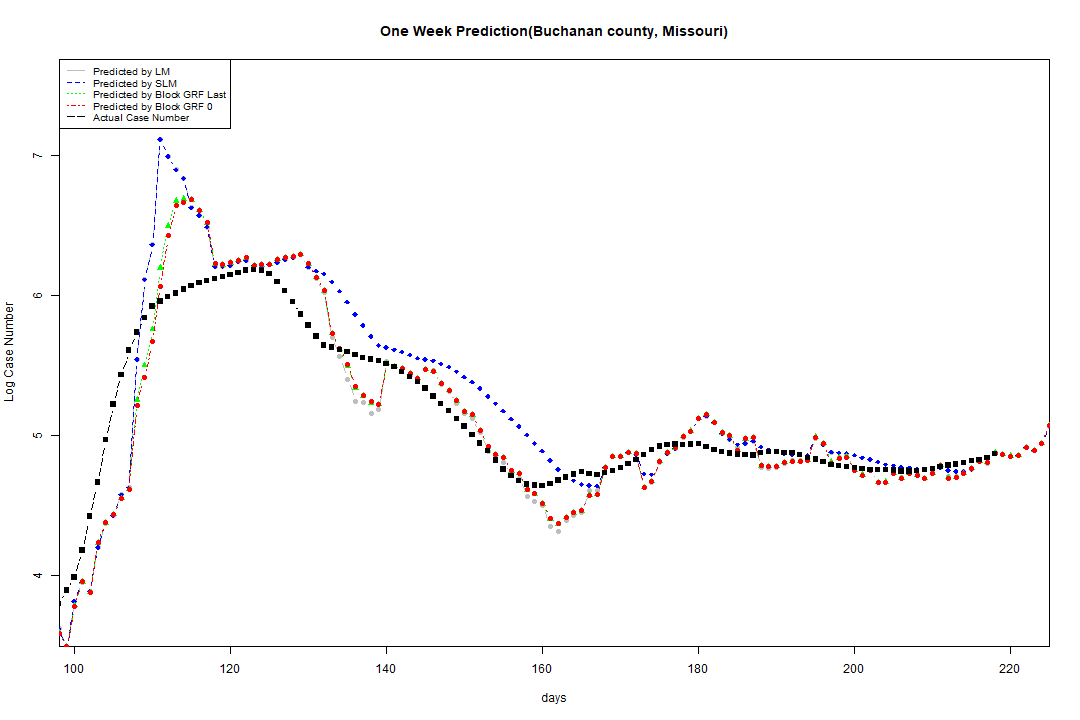 One Week Prediction(Buchanan county, Missouri)
Predicted by LM
Predicted by SLM
Predicted by Block GRF Last
Predicted by Block GRF 0
Actual Case Number
Log Case Number
7
6
5
4
100 120 140 160 180 200 220
days